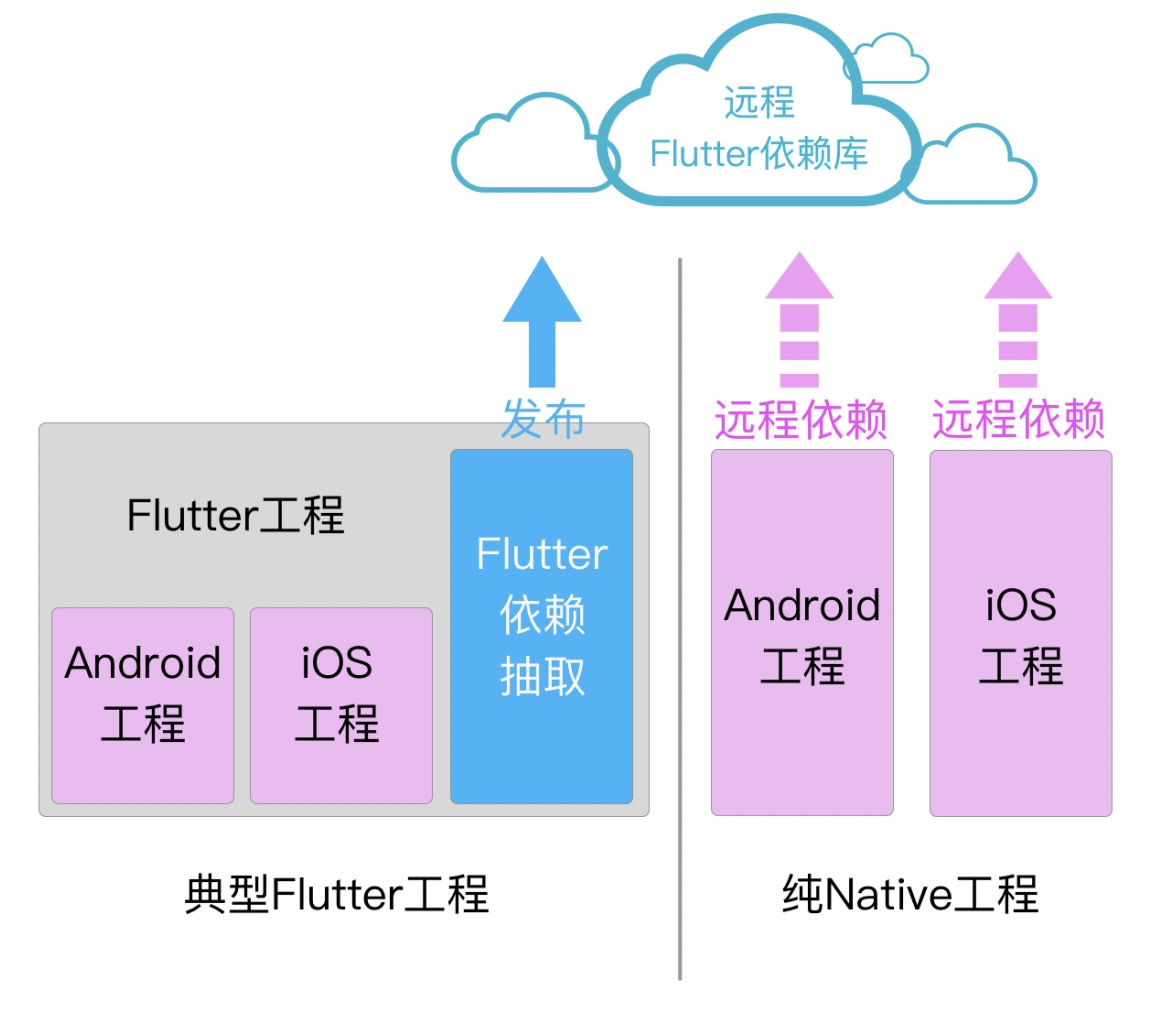 远程
Flutter依赖库
发布
远程依赖
远程依赖
Flutter工程
Flutter
依赖
抽取
Android
工程
iOS
工程
Android
工程
iOS
工程
典型Flutter工程
纯Native工程